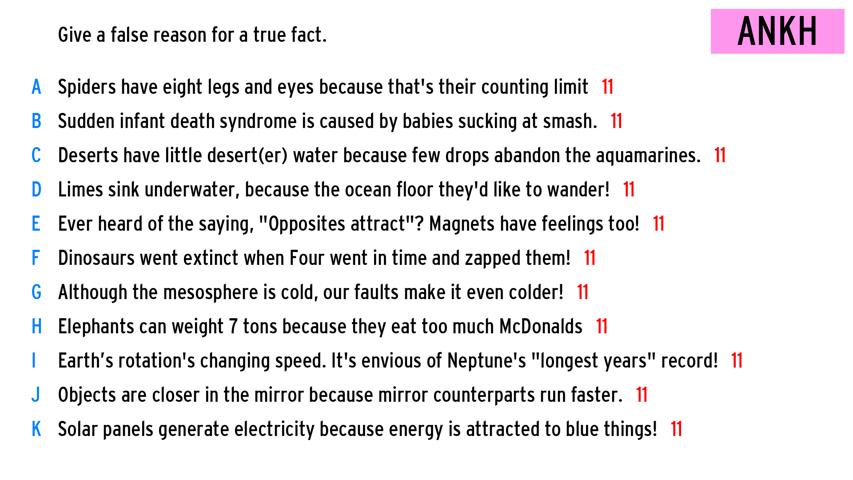 Give a false reason for a true fact.
ANKH
A Spiders have eight legs and eyes because that's their counting limit 11
B Sudden infant death syndrome is caused by babies sucking at smash. 11
C Deserts have little desert(er) water because few drops abandon the aquamarines. 11
D Limes sink underwater, because the ocean floor they'd like to wander! 11
E Ever heard of the saying, "Opposites attract"? Magnets have feelings too! 11
F Dinosaurs went extinct when Four went in time and zapped them! 11
G Although the mesosphere is cold, our faults make it even colder! 11
H Elephants can weight 7 tons because they eat too much McDonalds 11
I Earth’s rotation's changing speed. It's envious of Neptune's "longest years" record! 11
J Objects are closer in the mirror because mirror counterparts run faster. 11
K Solar panels generate electricity because energy is attracted to blue things! 11